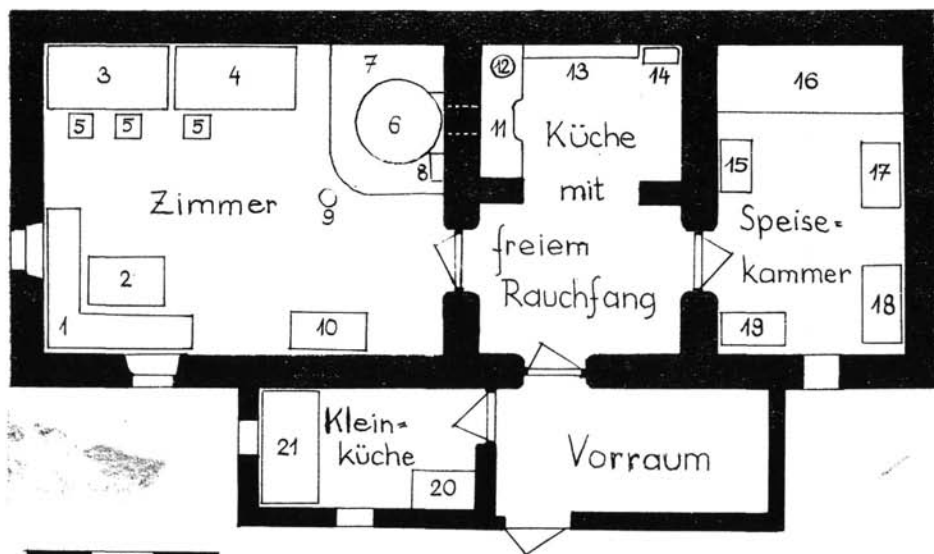 3
4
7
6
5
5
5
8
9
Zimmer
1
2
10
12
13
14
11
Küche
mit
freiem
Rauchfang
16
15
17
Speise=
kammer
18
19
Klein=
küche
21
20
Vorraum